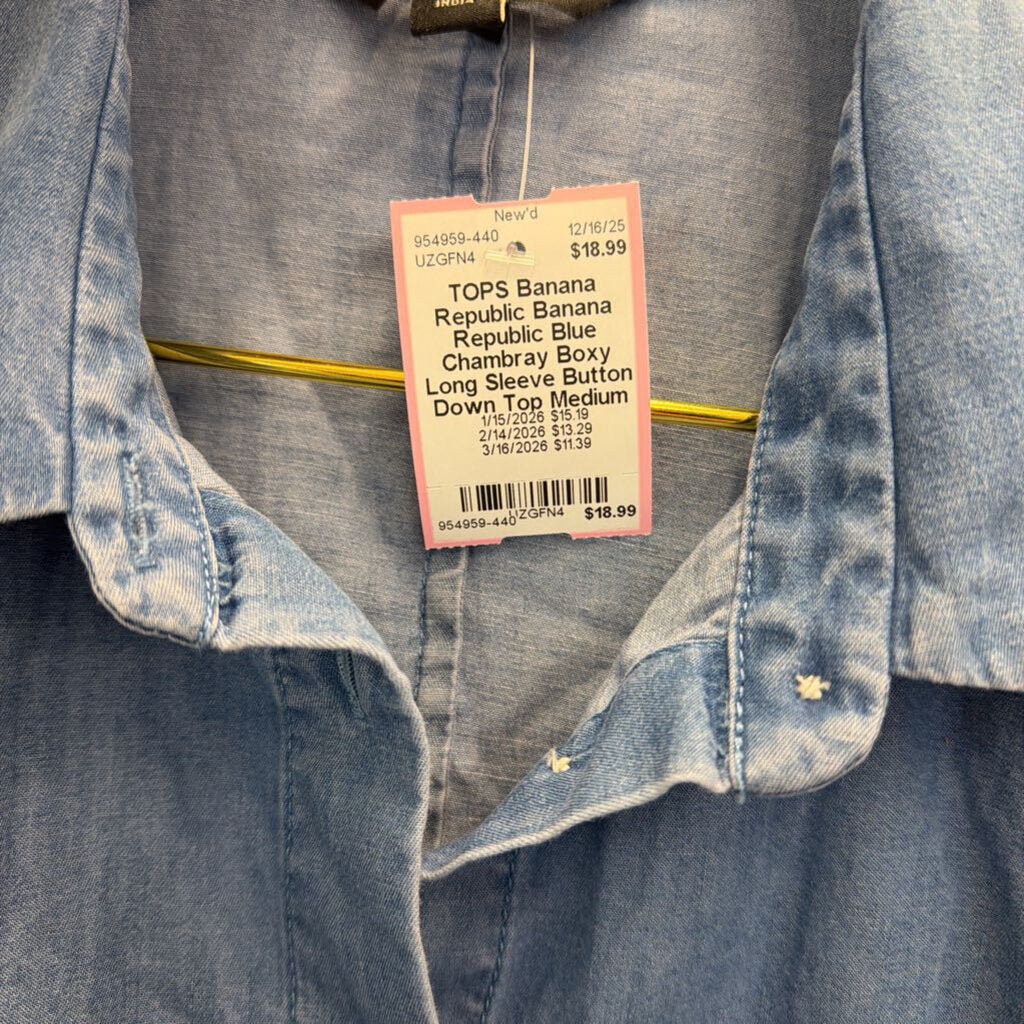 INDIA
New'd
954959-440 12/16/25
UZGFN4 $18.99
TOPS Banana
Republic Banana
Republic Blue
Chambray Boxy
Long Sleeve Button
Down Top Medium
1/15/2026 $15.19
2/14/2026 $13.29
3/16/2026 $11.39
954959-440 UZGFN4 $18.99